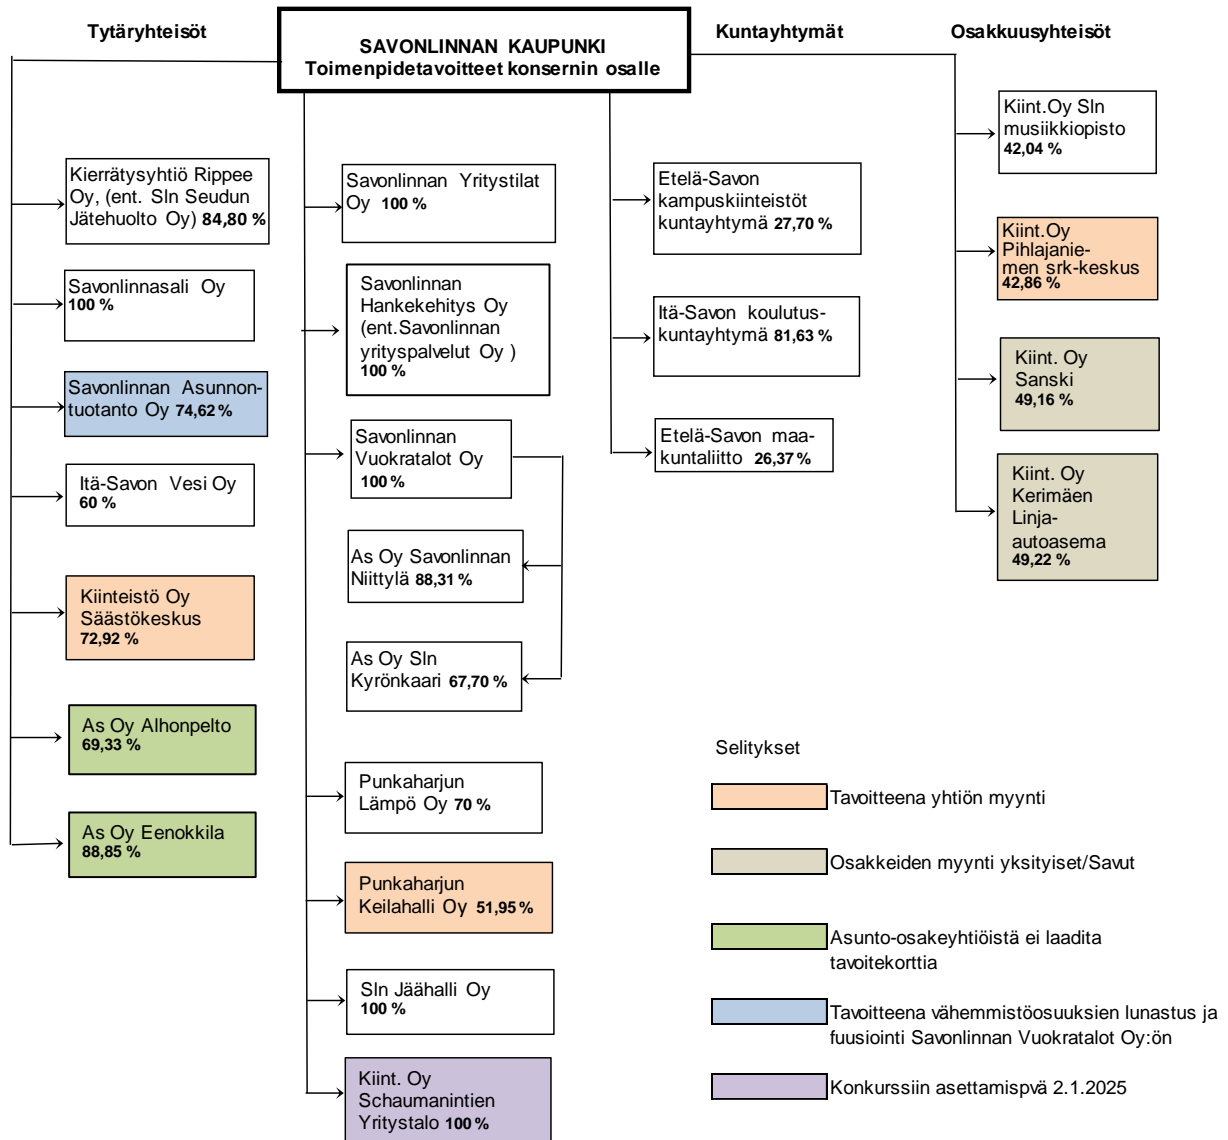 Tytäryhteisöt
SAVONLINNAN KAUPUNKI
Toimenpidetavoitteet konsernin osalle
Kuntayhtymät
Osakkuusyhteisöt
Kierrätysyhtiö Rippee
Oy, (ent. Sln Seudun
Jätehuolto Oy) 84,80 %
Savonlinnasali Oy
100 %
Savonlinnan Asunnon-
tuotanto Oy 74,62 %
Itä-Savon Vesi Oy
60 %
Kiinteistö Oy
Säästökeskus
72,92 %
As Oy Alhonpelto
69,33 %
As Oy Eenokkila
88,85 %
Savonlinnan Yritystilat
Oy 100 %
Savonlinnan
Hankekehitys Oy
(ent.Savonlinnan
yrityspalvelut Oy )
100 %
Savonlinnan
Vuokratalot Oy
100 %
As Oy Savonlinnan
Niittylä 88,31 %
As Oy Sln
Kyrönkaari 67,70 %
Punkaharjun
Lämpö Oy 70 %
Punkaharjun
Keilahalli Oy 51,95 %
Sln Jäähalli Oy
100 %
Kiint. Oy
Schaumanintien
Yritystalo 100 %
Etelä-Savon
kampuskiinteistöt
kuntayhtymä 27,70 %
Itä-Savon koulutus-
kuntayhtymä 81,63 %
Etelä-Savon maa-
kuntaliitto 26,37 %
Kiint.Oy Sln
musiikkiopisto
42,04 %
Kiint.Oy
Pihlajanie-
men srk-keskus
42,86 %
Kiint. Oy
Sanski
49,16 %
Kiint. Oy
Kerimäen
Linja-
autoasema
49,22 %
Selitykset
Tavoitteena yhtiön myynti
Osakkeiden myynti yksityiset/Savut
Asunto-osakeyhtiöistä ei laadita
tavoitekorttia
Tavoitteena vähemmistöosuuksien lunastus ja
fuusiointi Savonlinnan Vuokratalot Oy:ön
Konkurssiin asettamispvä 2.1.2025